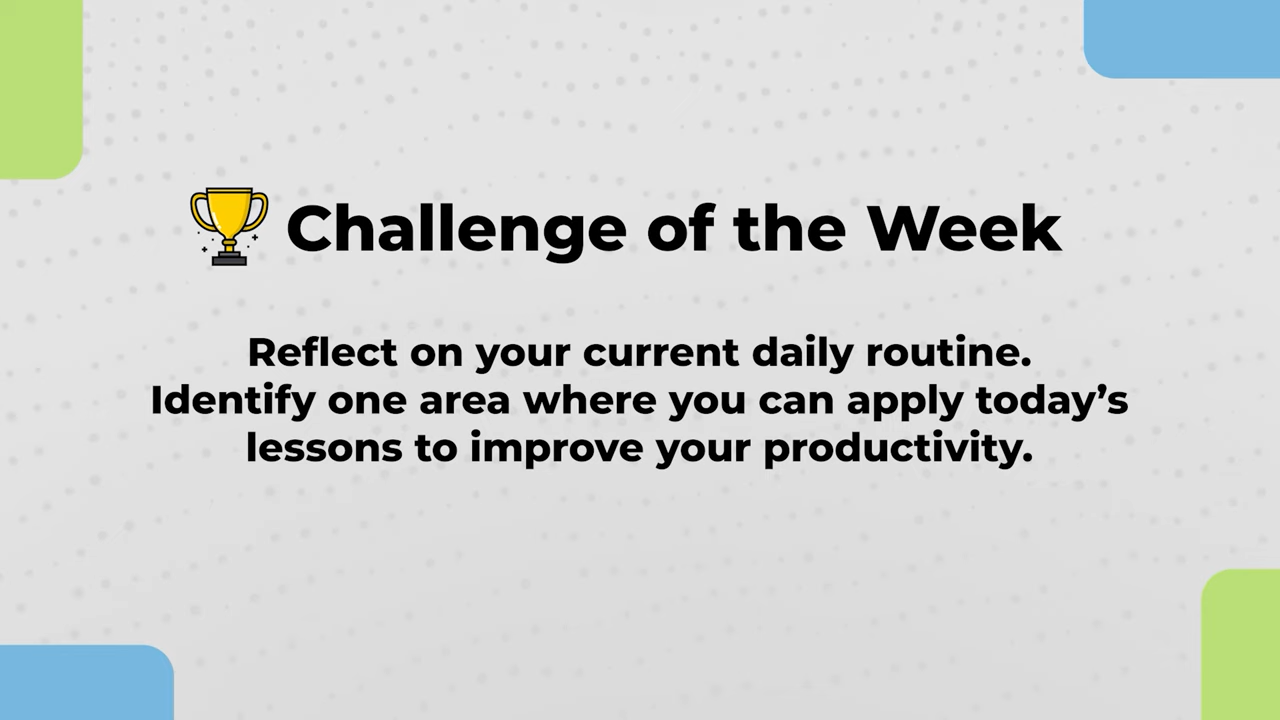 Challenge of the Week
Reflect on your current daily routine.
Identify one area where you can apply today’s
lessons to improve your productivity.